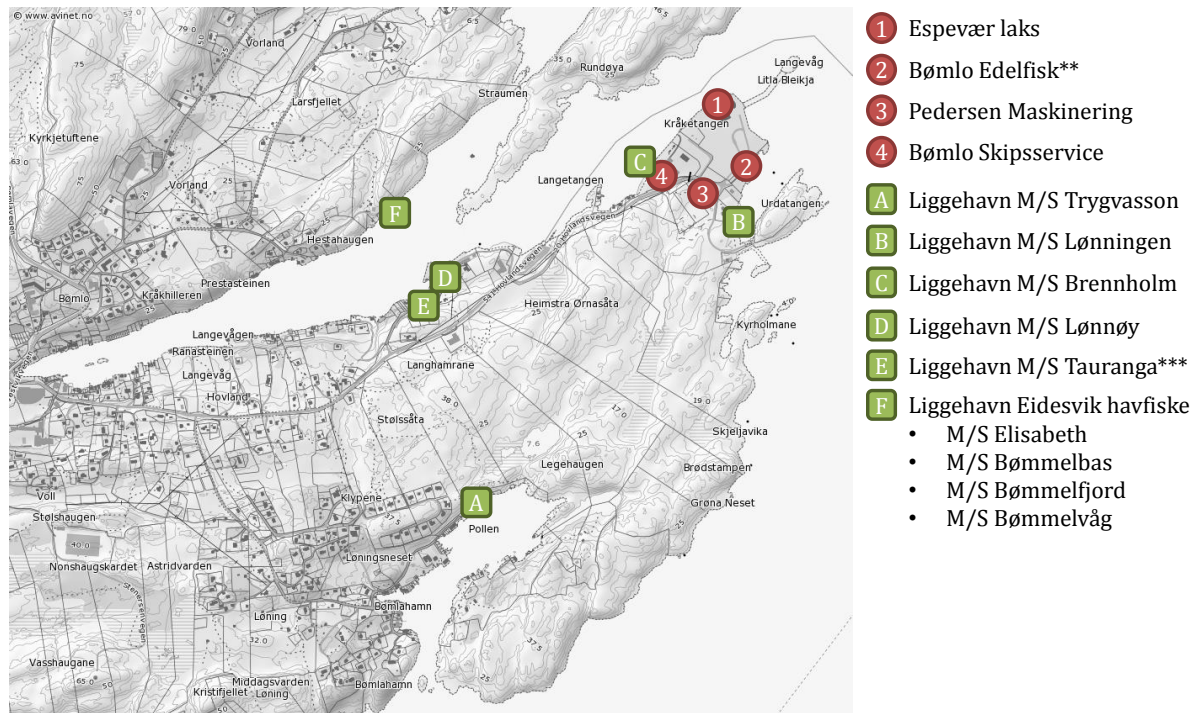 © www.avinet.no
Vorland
Rundøya
Straumen
Larsfjellet
Kyrkjetuftene
Langevåg
Litla Bleikja
1
Kråketangen
Vorland
C
4
2
3
Langetangen
F
B
Urdatangen
Hestahaugen
D
E
Prestasteinen
Bømlo
Kråkhilleren
Heimstra Ørnasåta
Kyrholmane
Langevågen
Ranasteinen
Langevåg
Hovland
Langhamrane
Stølssåta
Skjeljavika
Legehaugen
Brødstampen
Grøna Neset
Klypene
A
Pollen
Voll
Stølshaugen
Nonshaugskardet
Astridvarden
Løningsneset
Bømlahamn
Løning
Vasshaugane
Middagsvarden
Kristifjellet
Løning
Bømlahamn
1 Espevær laks
2 Bømlo Edelfisk**
3 Pedersen Maskinering
4 Bømlo Skipsservice
A Liggehavn M/S Trygvasson
B Liggehavn M/S Lønningen
C Liggehavn M/S Brennholm
D Liggehavn M/S Lønnøy
E Liggehavn M/S Tauranga***
F Liggehavn Eidesvik havfiske
• M/S Elisabeth
• M/S Bømmelbas
• M/S Bømmelfjord
• M/S Bømmelvåg